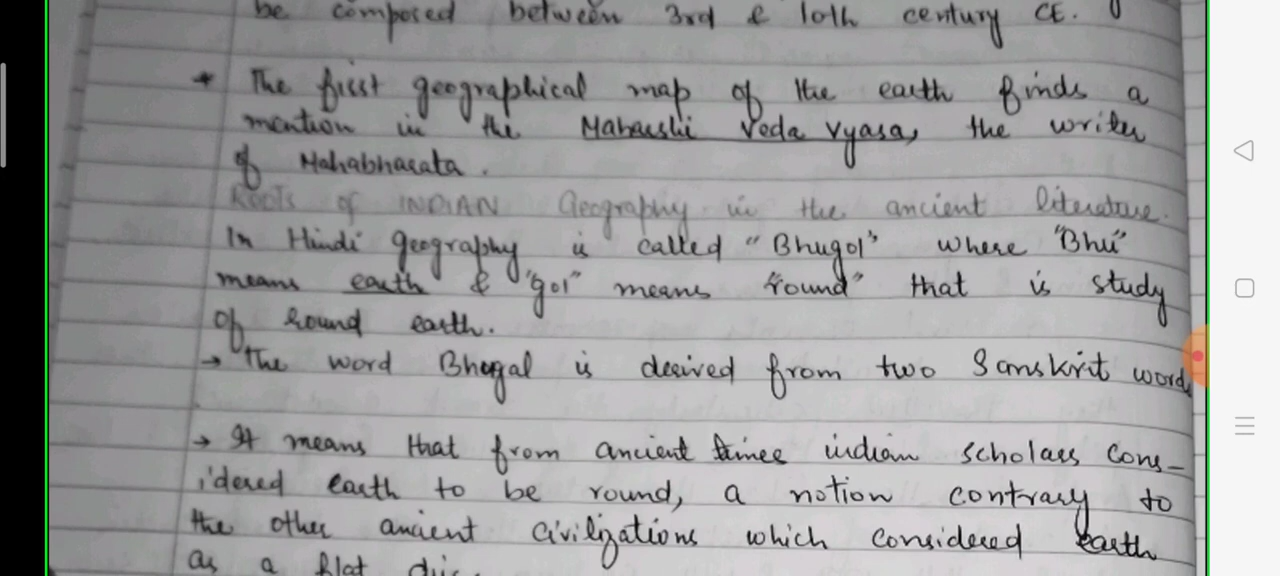 be composed between 3rd & 10th century CE.
* The first geographical map of the earth finds a
mention in the Maharshi Veda Vyasa, the writer
of Mahabharata.
Roots of INDIAN Geography in the ancient literature.
In Hindi geography is called "Bhugol" where "Bhu"
means earth & "gol" means "round" that is study
of round earth.
→ The word Bhogal is derived from two Sanskrit word
→ It means that from ancient times indian scholars cons-
idered earth to be round, a notion contrary to
the other ancient civilizations which considered earth
as a flat disc